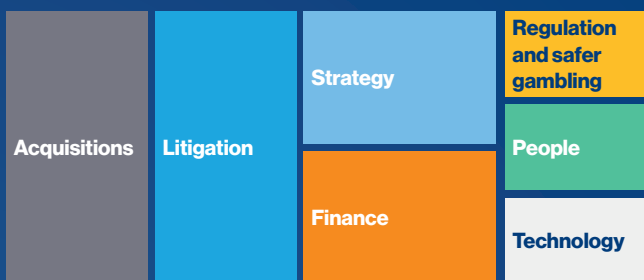 Acquisitions
Litigation
Strategy
Finance
Regulation
and safer
gambling
People
Technology